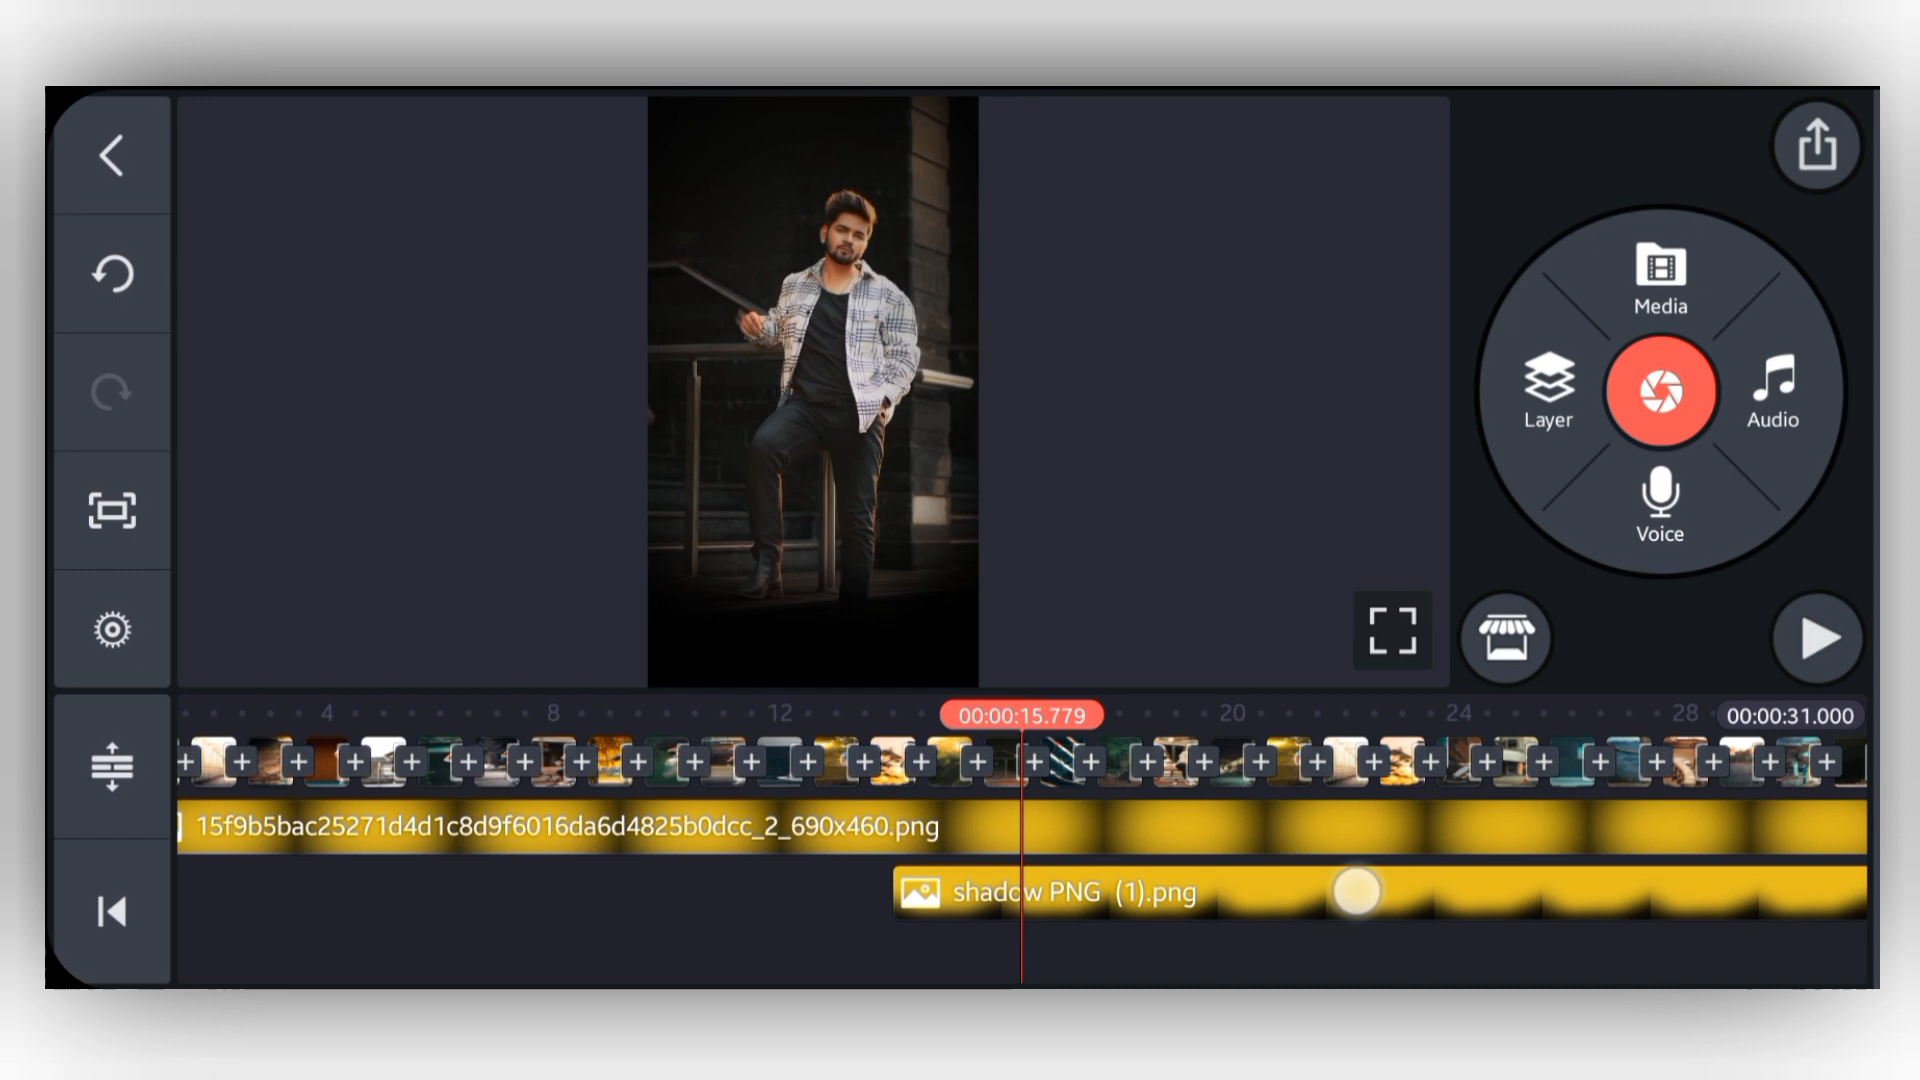 Media
Layer
Audio
Voice
4
8
12
00:00:15.779
20
24
28
00:00:31.000
15f9b5bac25271d4d1c8d9f6016da6d4825b0dcc_2_690x460.png
shadow PNG (1).png